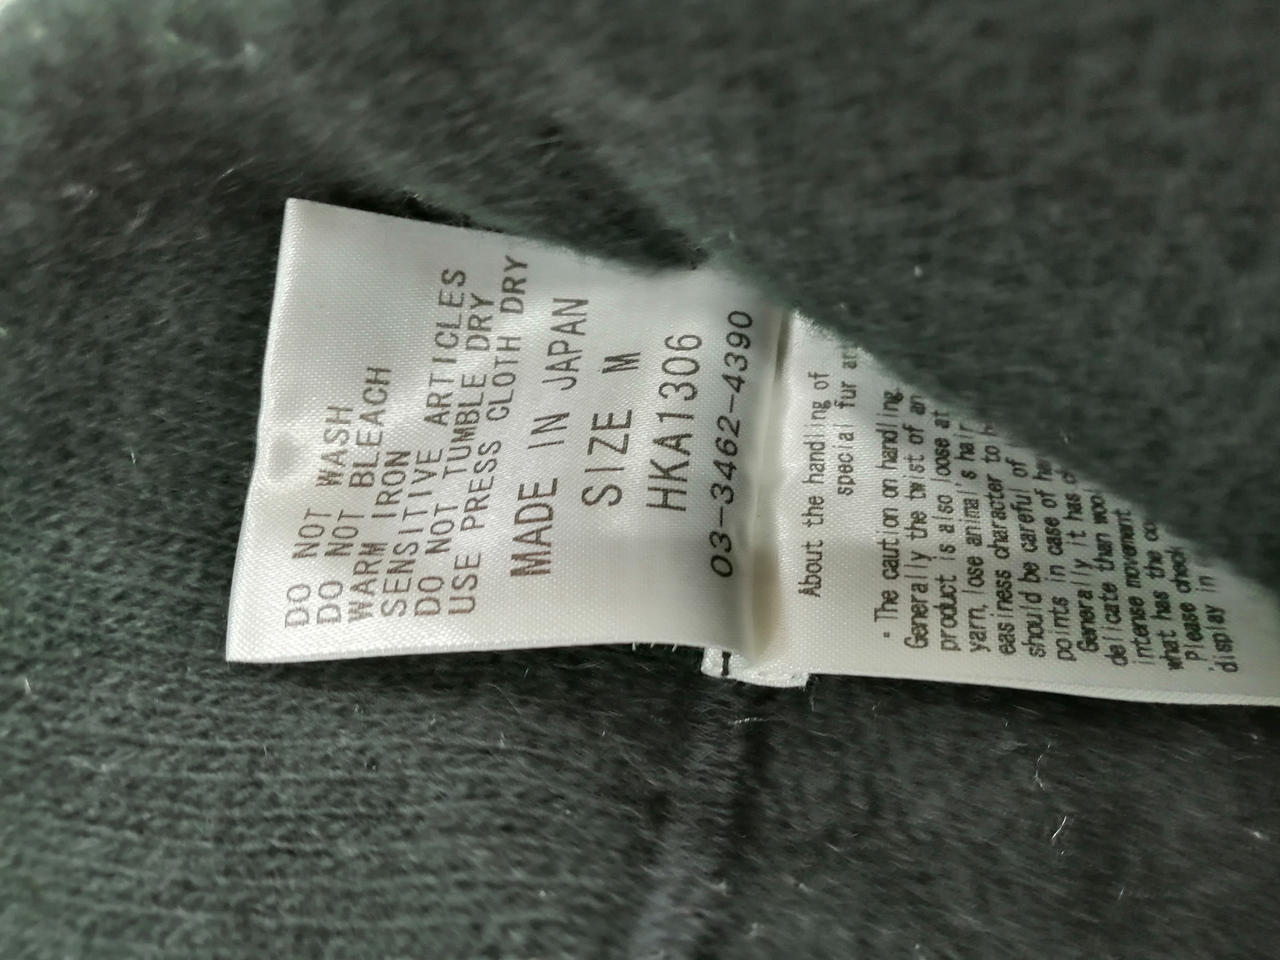 DO NOT WASH
DO NOT BLEACH
WARM IRON
SENSITIVE ARTICLES
DO NOT TUMBLE DRY
USE PRESS CLOTH DRY
MADE IN JAPAN
SIZE M
HKA1306
03-3462-4390
About the handling of
special fur
The caution on handling.
Generally the twist of an
product is also loose at
yarn, lose animal's hair
easiness character to
should be careful of
points in case of
Generally it has
delicate than
intense movement
what has the
Please check
display in